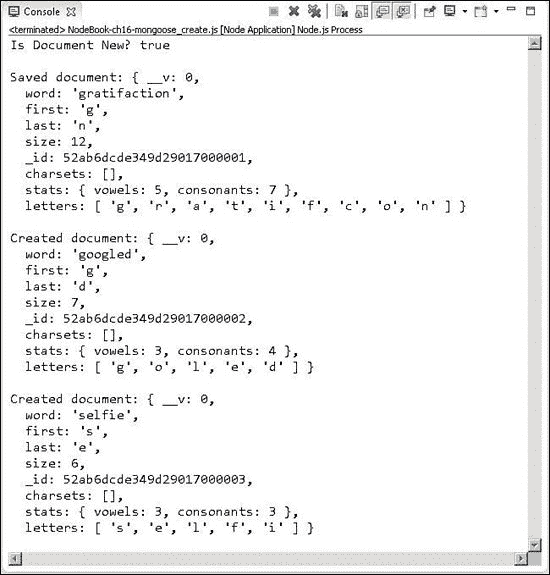 Console
<terminated> NodeBook-ch16-mongoose_create.js [Node Application] Node.js Process
Is Document New? true
Saved document: { __v: 0,
word: 'gratifaction',
first: 'g',
last: 'n',
size: 12,
_id: 52ab6dcde349d29017000001,
charsets: [],
stats: { vowels: 5, consonants: 7 },
letters: [ 'g', 'r', 'a', 't', 'i', 'f', 'c', 'o', 'n' ] }
Created document: { __v: 0,
word: 'googled',
first: 'g',
last: 'd',
size: 7,
_id: 52ab6dcde349d29017000002,
charsets: [],
stats: { vowels: 3, consonants: 4 },
letters: [ 'g', 'o', 'l', 'e', 'd' ] }
Created document: { __v: 0,
word: 'selfie',
first: 's',
last: 'e',
size: 6,
_id: 52ab6dcde349d29017000003,
charsets: [],
stats: { vowels: 3, consonants: 3 },
letters: [ 's', 'e', 'l', 'f', 'i' ] }